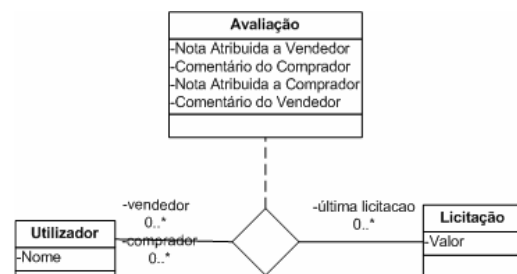 Avaliação
-Nota Atribuida a Vendedor
-Comentário do Comprador
-Nota Atribuida a Comprador
-Comentário do Vendedor
-vendedor
0..*
-comprador
0..*
-última licitacao
0..*
Utilizador
-Nome
Licitação
-Valor